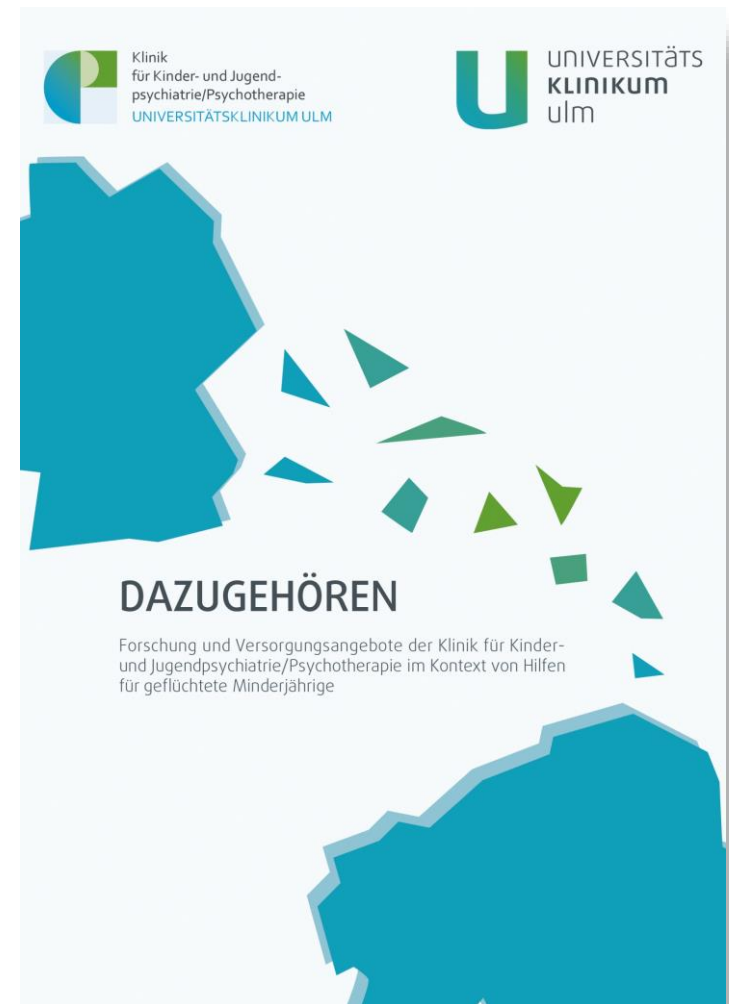 Klinik
für Kinder- und Jugend-
psychiatrie/Psychotherapie
UNIVERSITÄTSKLINIKUM ULM
UNIVERSITÄTS
KLINIKUM
ulm
DAZUGEHÖREN
Forschung und Versorgungsangebote der Klinik für Kinder-
und Jugendpsychiatrie/Psychotherapie im Kontext von Hilfen
für geflüchtete Minderjährige